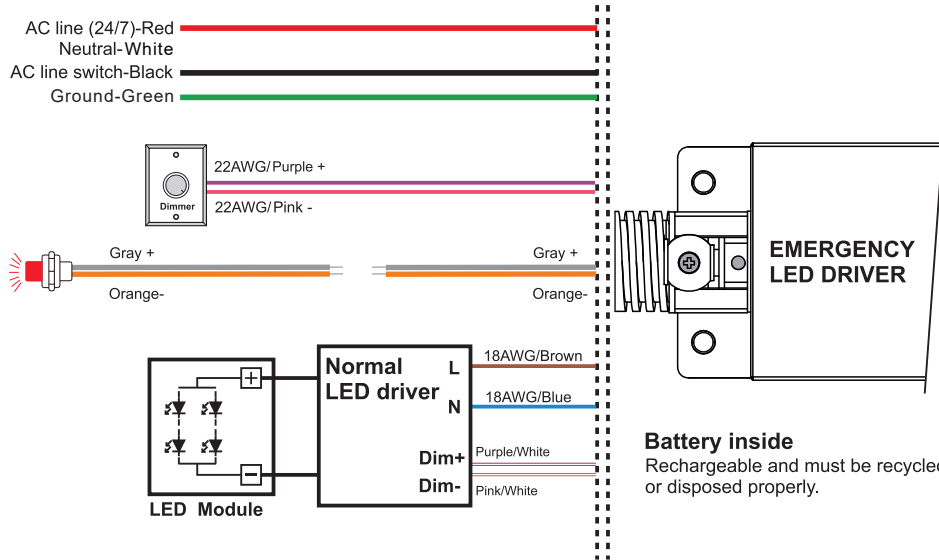 AC line (24/7)-Red
Neutral-White
AC line switch-Black
Ground-Green
22AWG/Purple +
Dimmer
22AWG/Pink -
Gray +
Gray +
Orange-
Orange-
EMERGENCY
LED DRIVER
Normal
LED driver
L
18AWG/Brown
N
18AWG/Blue
Dim+
Purple/White
Dim-
Pink/White
+
−
LED Module
Battery inside
Rechargeable and must be recycled
or disposed properly.